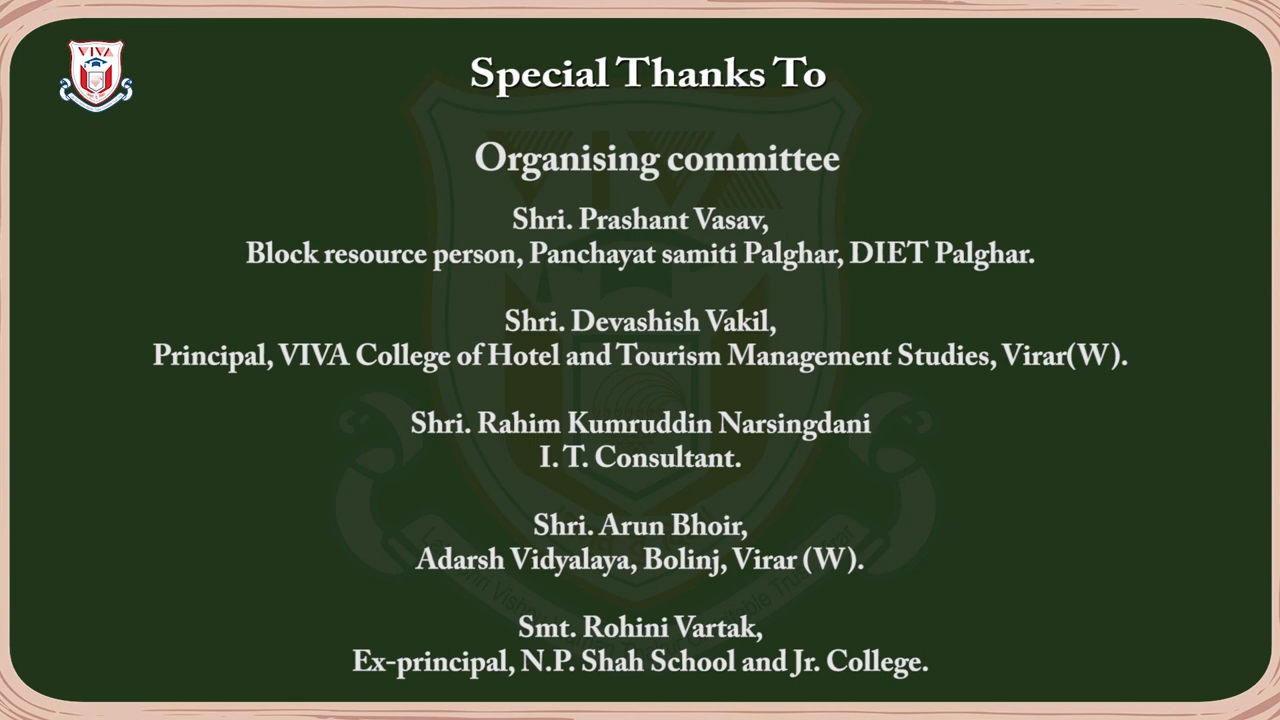 VIVA
Special Thanks To
Organising committee
Shri. Prashant Vasav,
Block resource person, Panchayat samiti Palghar, DIET Palghar.
Shri. Devashish Vakil,
Principal, VIVA College of Hotel and Tourism Management Studies, Virar(W).
Shri. Rahim Kumruddin Narsingdani
I. T. Consultant.
Shri. Arun Bhoir,
Adarsh Vidyalaya, Bolinj, Virar (W).
Smt. Rohini Vartak,
Ex-principal, N.P. Shah School and Jr. College.